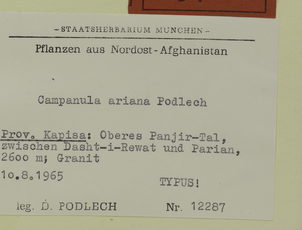 - STAATSHERBARIUM MÜNCHEN -
Pflanzen aus Nordost-Afghanistan
Campanula ariana Podlech
Prov. Kapisa: Oberes Panjir-Tal,
zwischen Dasht-i-Rewat und Parian,
2600 m; Granit
10.8.1965
TYPUS!
leg. D. PODLECH Nr. 12287